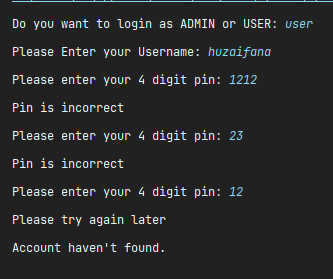 Do you want to login as ADMIN or USER: user
Please Enter your Username: huzaifana
Please enter your 4 digit pin: 1212
Pin is incorrect
Please enter your 4 digit pin: 23
Pin is incorrect
Please enter your 4 digit pin: 12
Please try again later
Account haven't found.